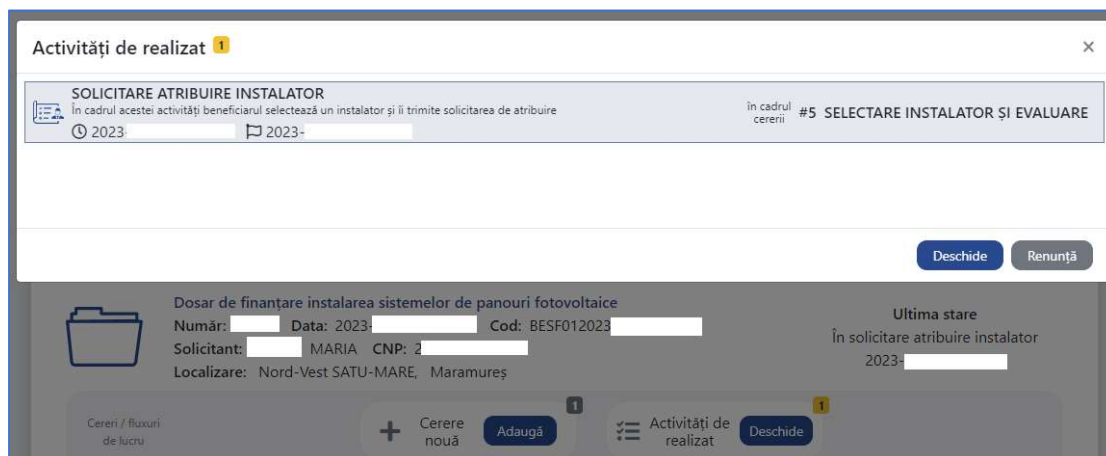 Activități de realizat 1
×
SOLICITARE ATRIBUIRE INSTALATOR
În cadrul acestei activități beneficiarul selectează un instalator și îi trimite solicitarea de atribuire
2023- 2023-
în cadrul cererii #5 SELECTARE INSTALATOR ȘI EVALUARE
Deschide Renunță
Dosar de finanțare instalarea sistemelor de panouri fotovoltaice
Număr: Data: 2023- Cod: BESF012023
Solicitant: MARIA CNP: 2
Localizare: Nord-Vest SATU-MARE, Maramureș
Ultima stare
În solicitare atribuire instalator
2023-
Cereri / fluxuri
de lucru
Cerere
nouă
Adaugă
1
Activități de
realizat
Deschide
1